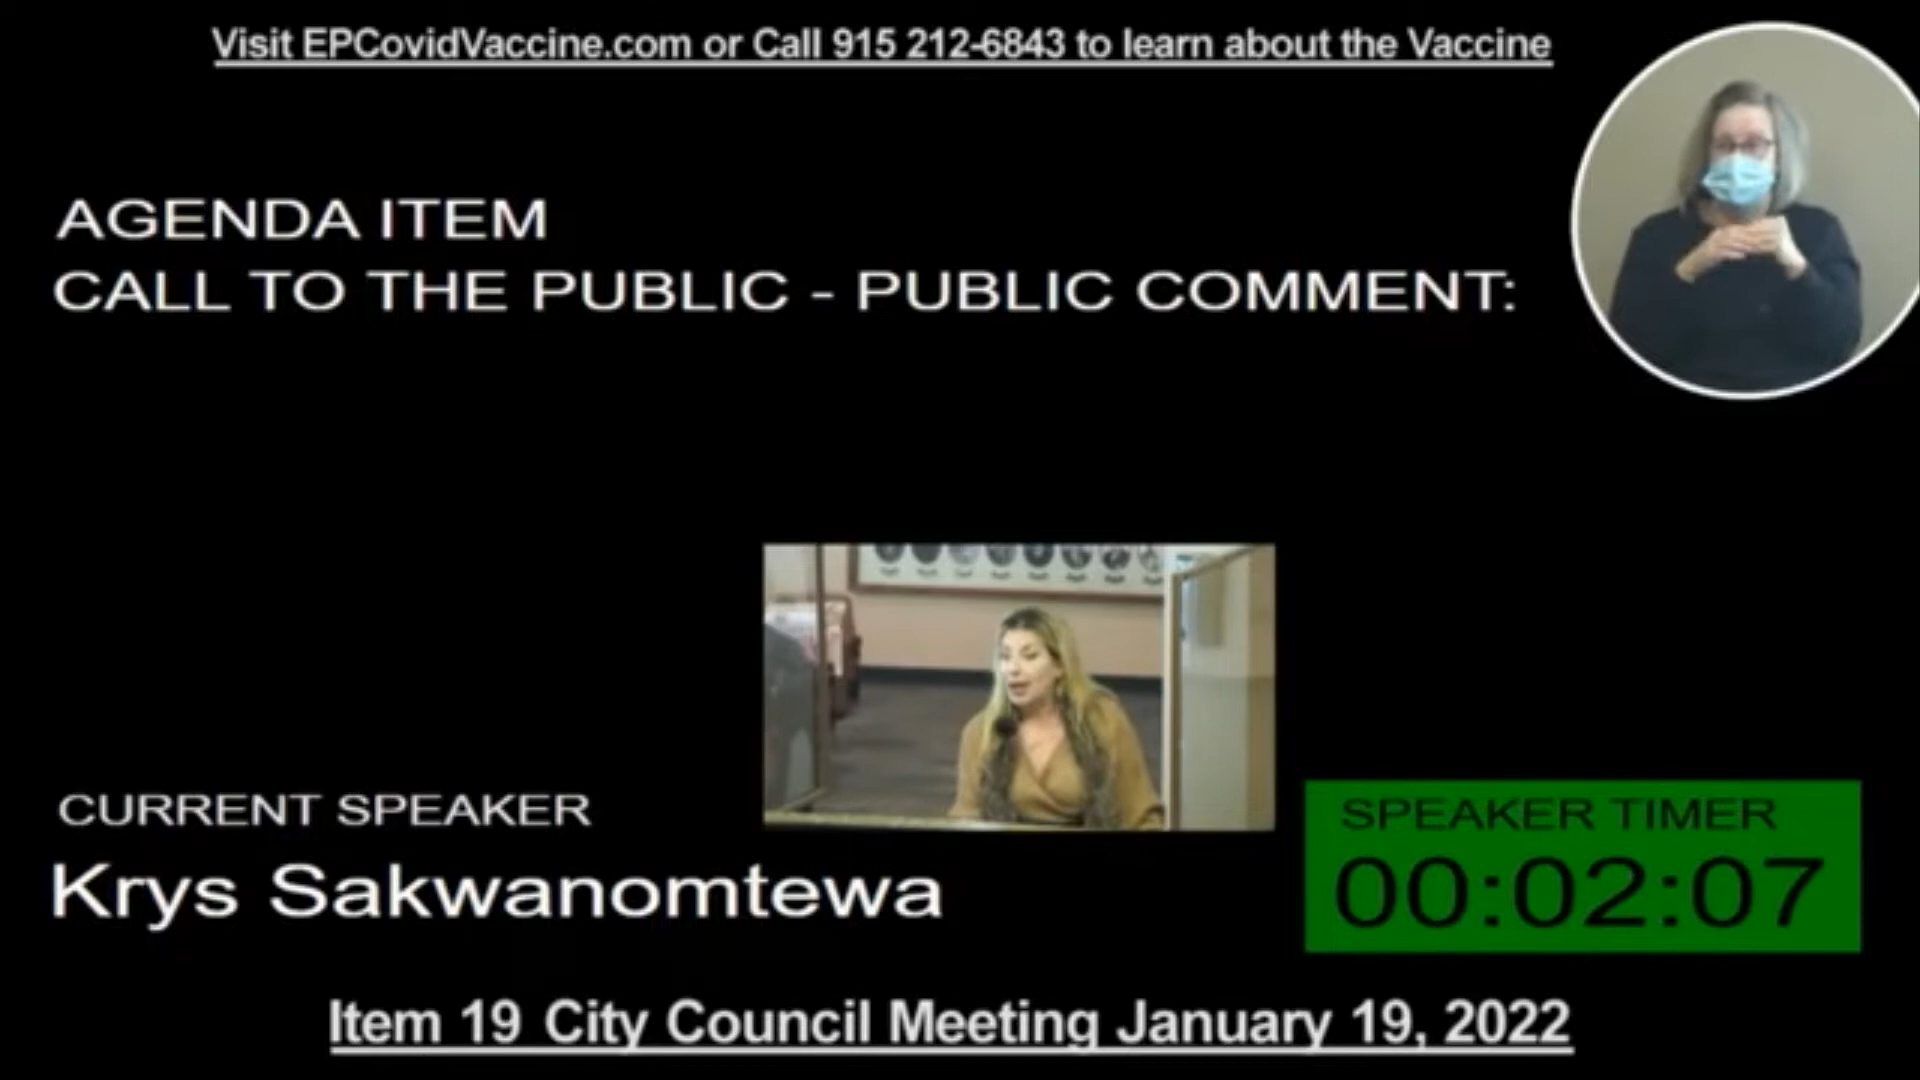 Visit EPCovidVaccine.com or Call 915 212-6843 to learn about the Vaccine
AGENDA ITEM
CALL TO THE PUBLIC - PUBLIC COMMENT:
CURRENT SPEAKER
Krys Sakwanomtewa
SPEAKER TIMER
00:02:07
Item 19 City Council Meeting January 19, 2022